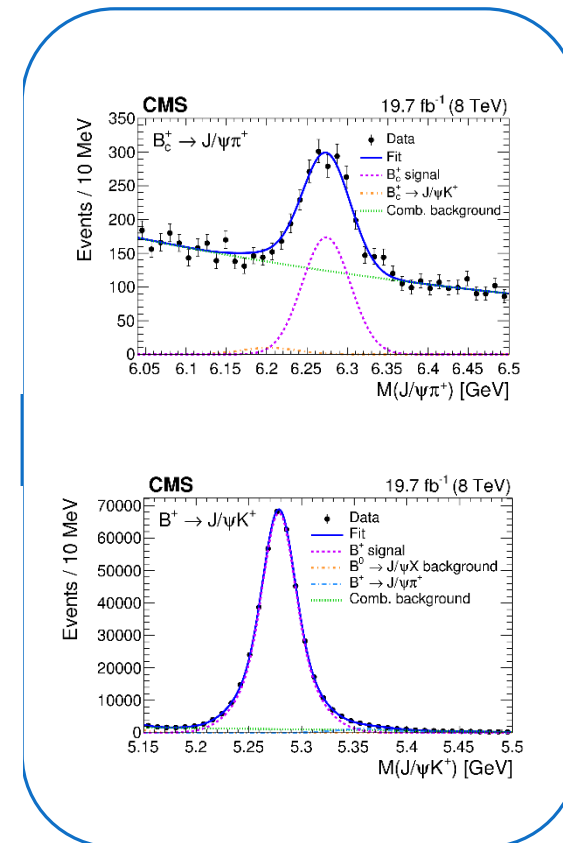 CMS 19.7 fb⁻¹ (8 TeV)
B_c⁺ → J/ψπ⁺
Data
Fit
B_c⁺ signal
B_c⁺ → J/ψK⁺
Comb. background
Events / 10 MeV
350
300
250
200
150
100
50
0
6.05 6.1 6.15 6.2 6.25 6.3 6.35 6.4 6.45 6.5
M(J/ψπ⁺) [GeV]
CMS 19.7 fb⁻¹ (8 TeV)
B⁺ → J/ψK⁺
Data
Fit
B⁺ signal
B⁰ → J/ψX background
B⁺ → J/ψπ⁺
Comb. background
Events / 10 MeV
70000
60000
50000
40000
30000
20000
10000
0
5.15 5.2 5.25 5.3 5.35 5.4 5.45 5.5
M(J/ψK⁺) [GeV]